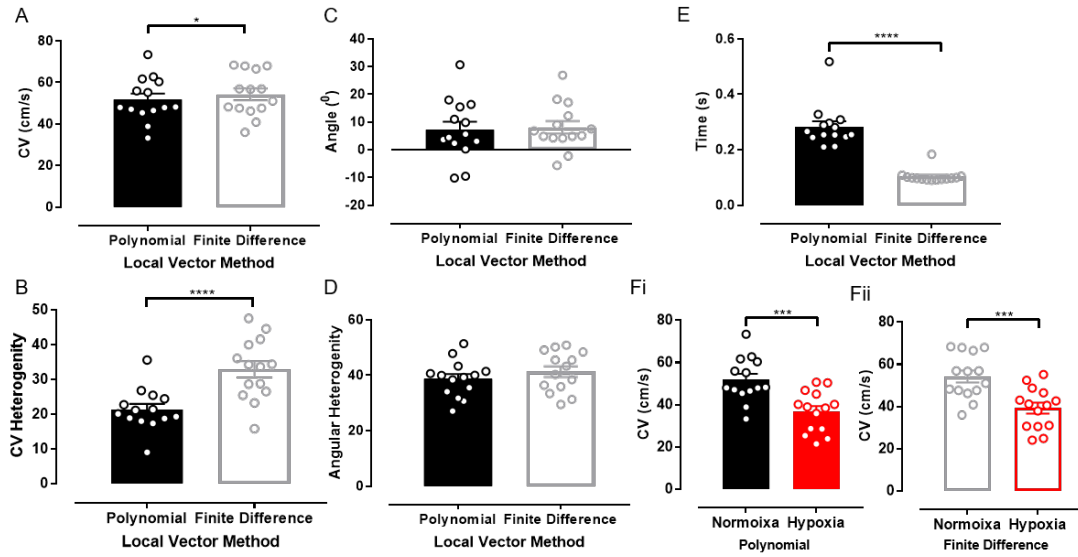 A
*
80
60
40
20
0
CV (cm/s)
Polynomial Finite Difference
Local Vector Method
C
40
30
20
10
0
-10
-20
Angle (⁰)
Polynomial Finite Difference
Local Vector Method
E
****
0.6
0.4
0.2
0.0
Time (s)
Polynomial Finite Difference
Local Vector Method
B
****
50
40
30
20
10
0
CV Heterogenity
Polynomial Finite Difference
Local Vector Method
D
60
40
20
0
Angular Heterogenity
Polynomial Finite Difference
Local Vector Method
Fi
***
80
60
40
20
0
CV (cm/s)
Normoixa Hypoxia
Polynomial
Fii
***
80
60
40
20
0
CV (cm/s)
Normoixa Hypoxia
Finite Difference